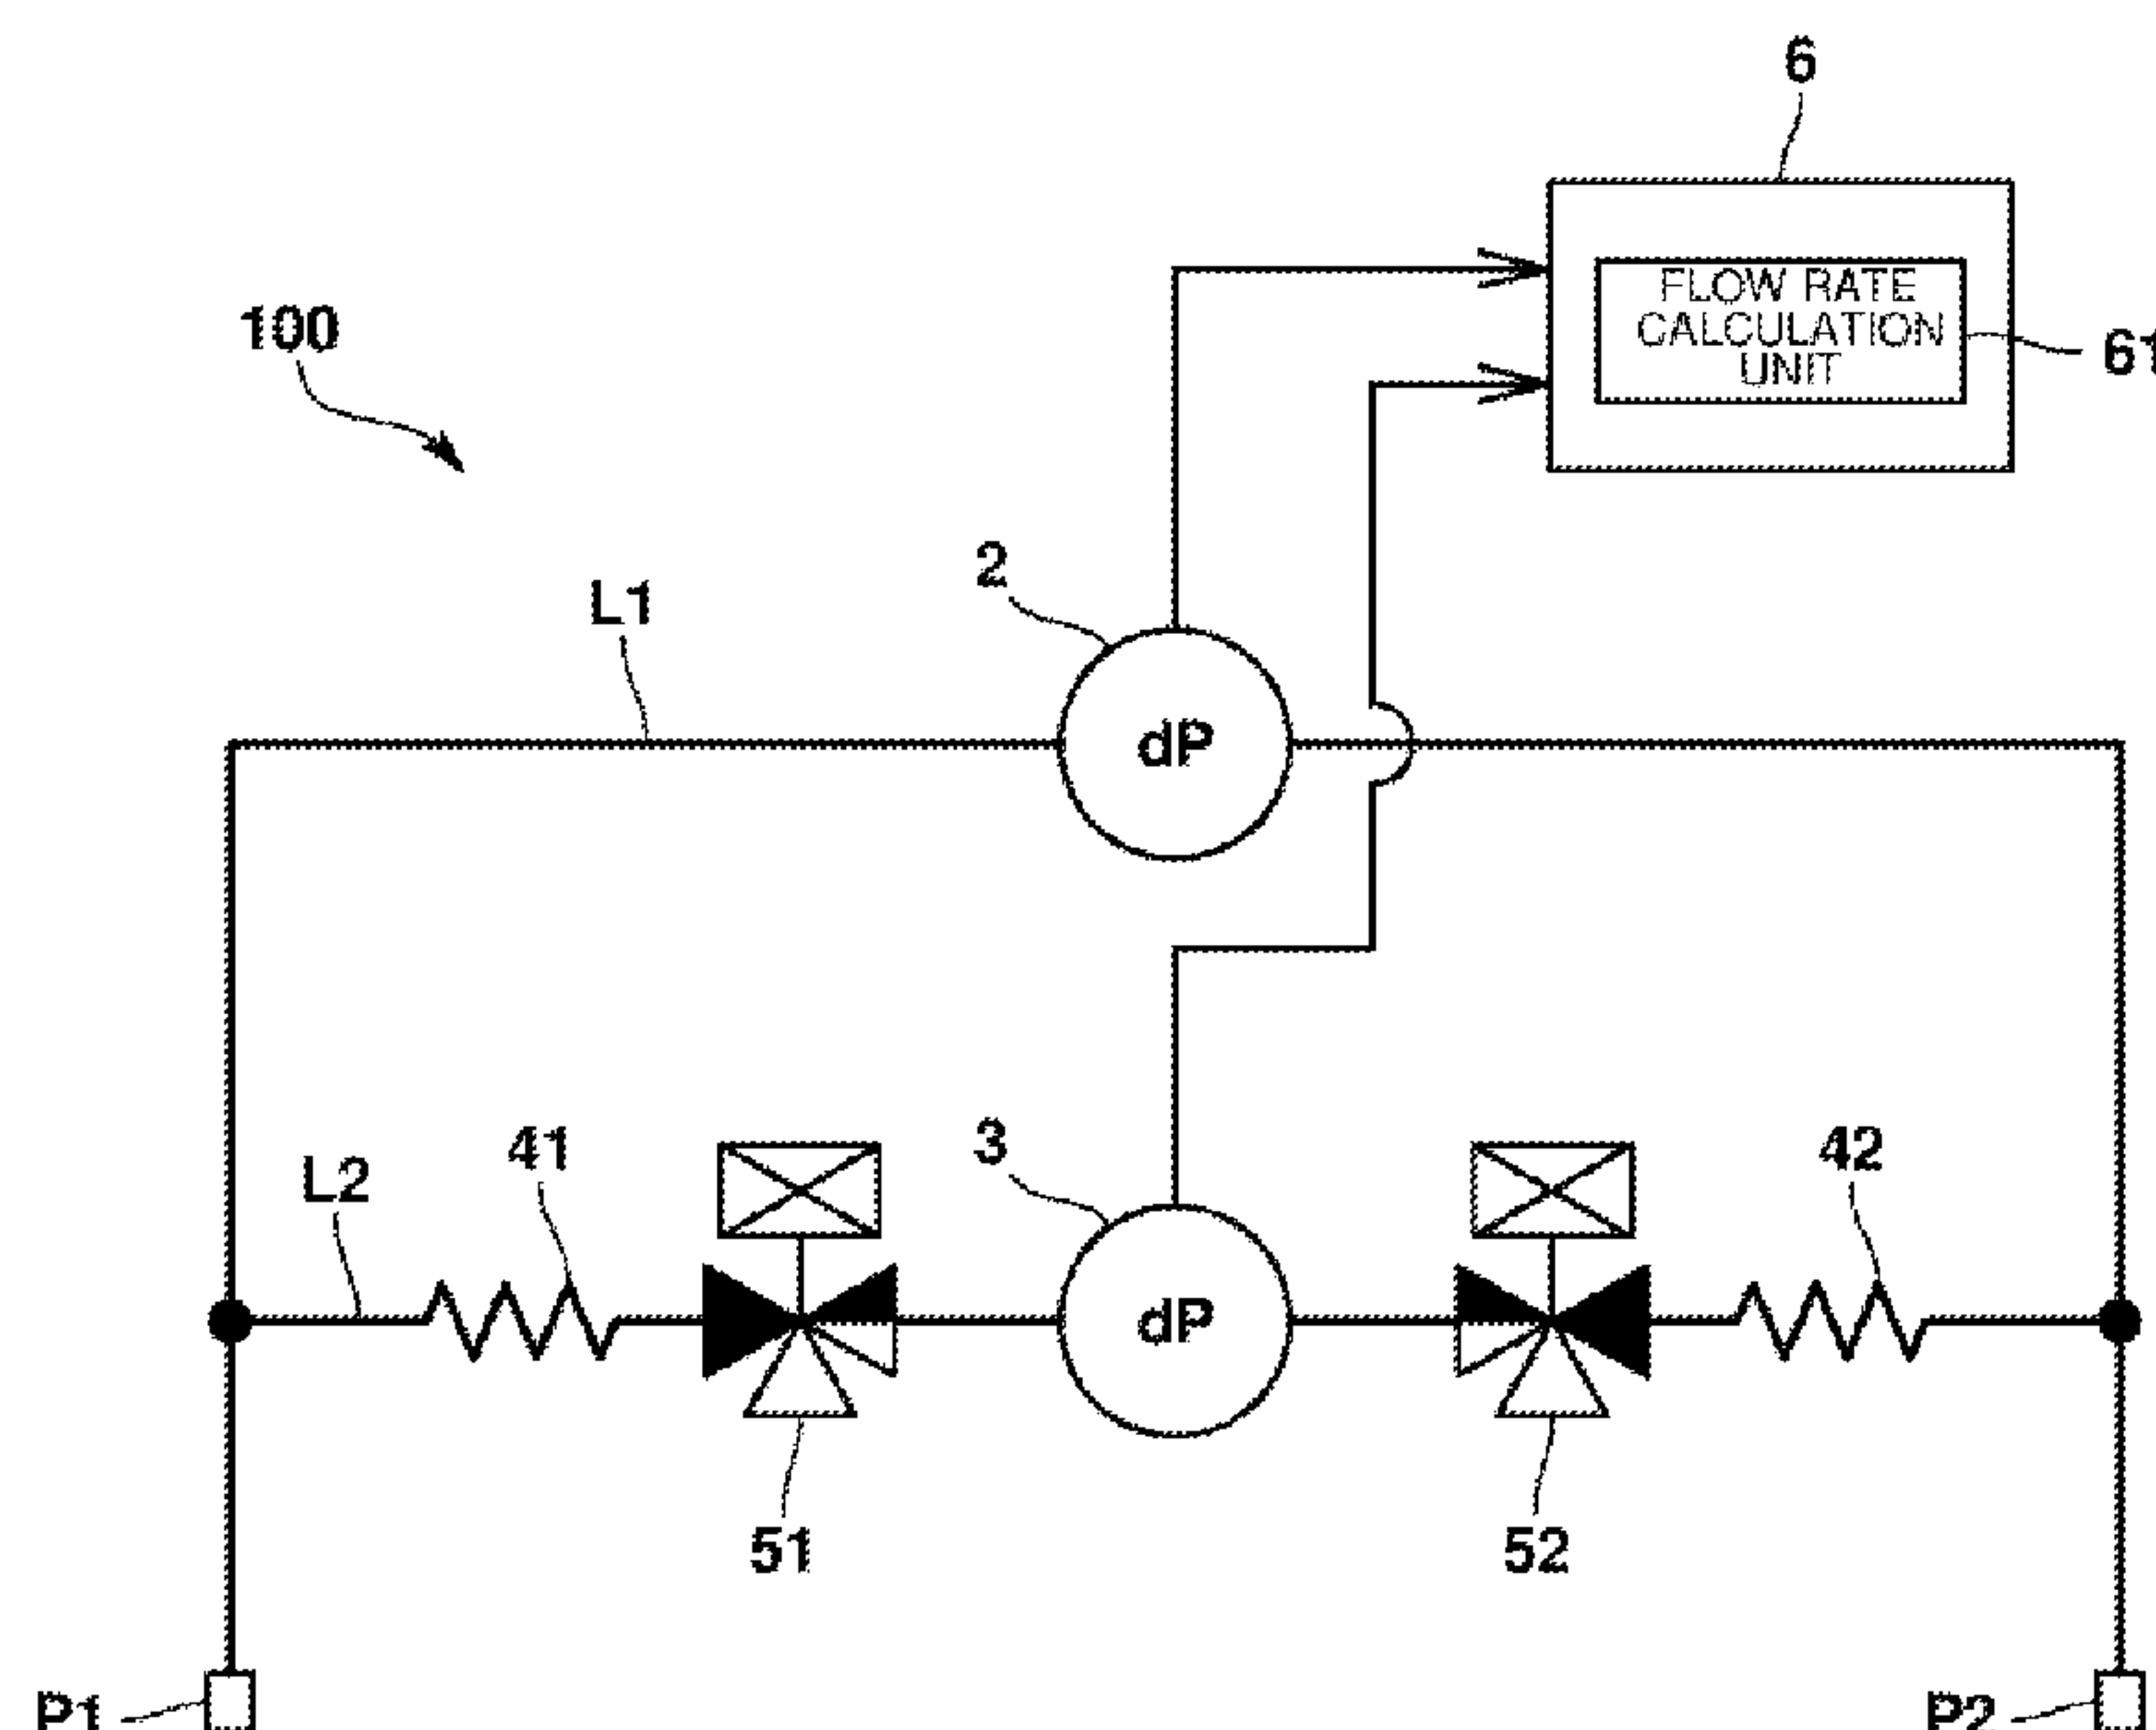 6
FLOW RATE
CALCULATION
UNIT
61
100
2
L1
dP
3
41
42
L2
dP
51
52
P1
P2